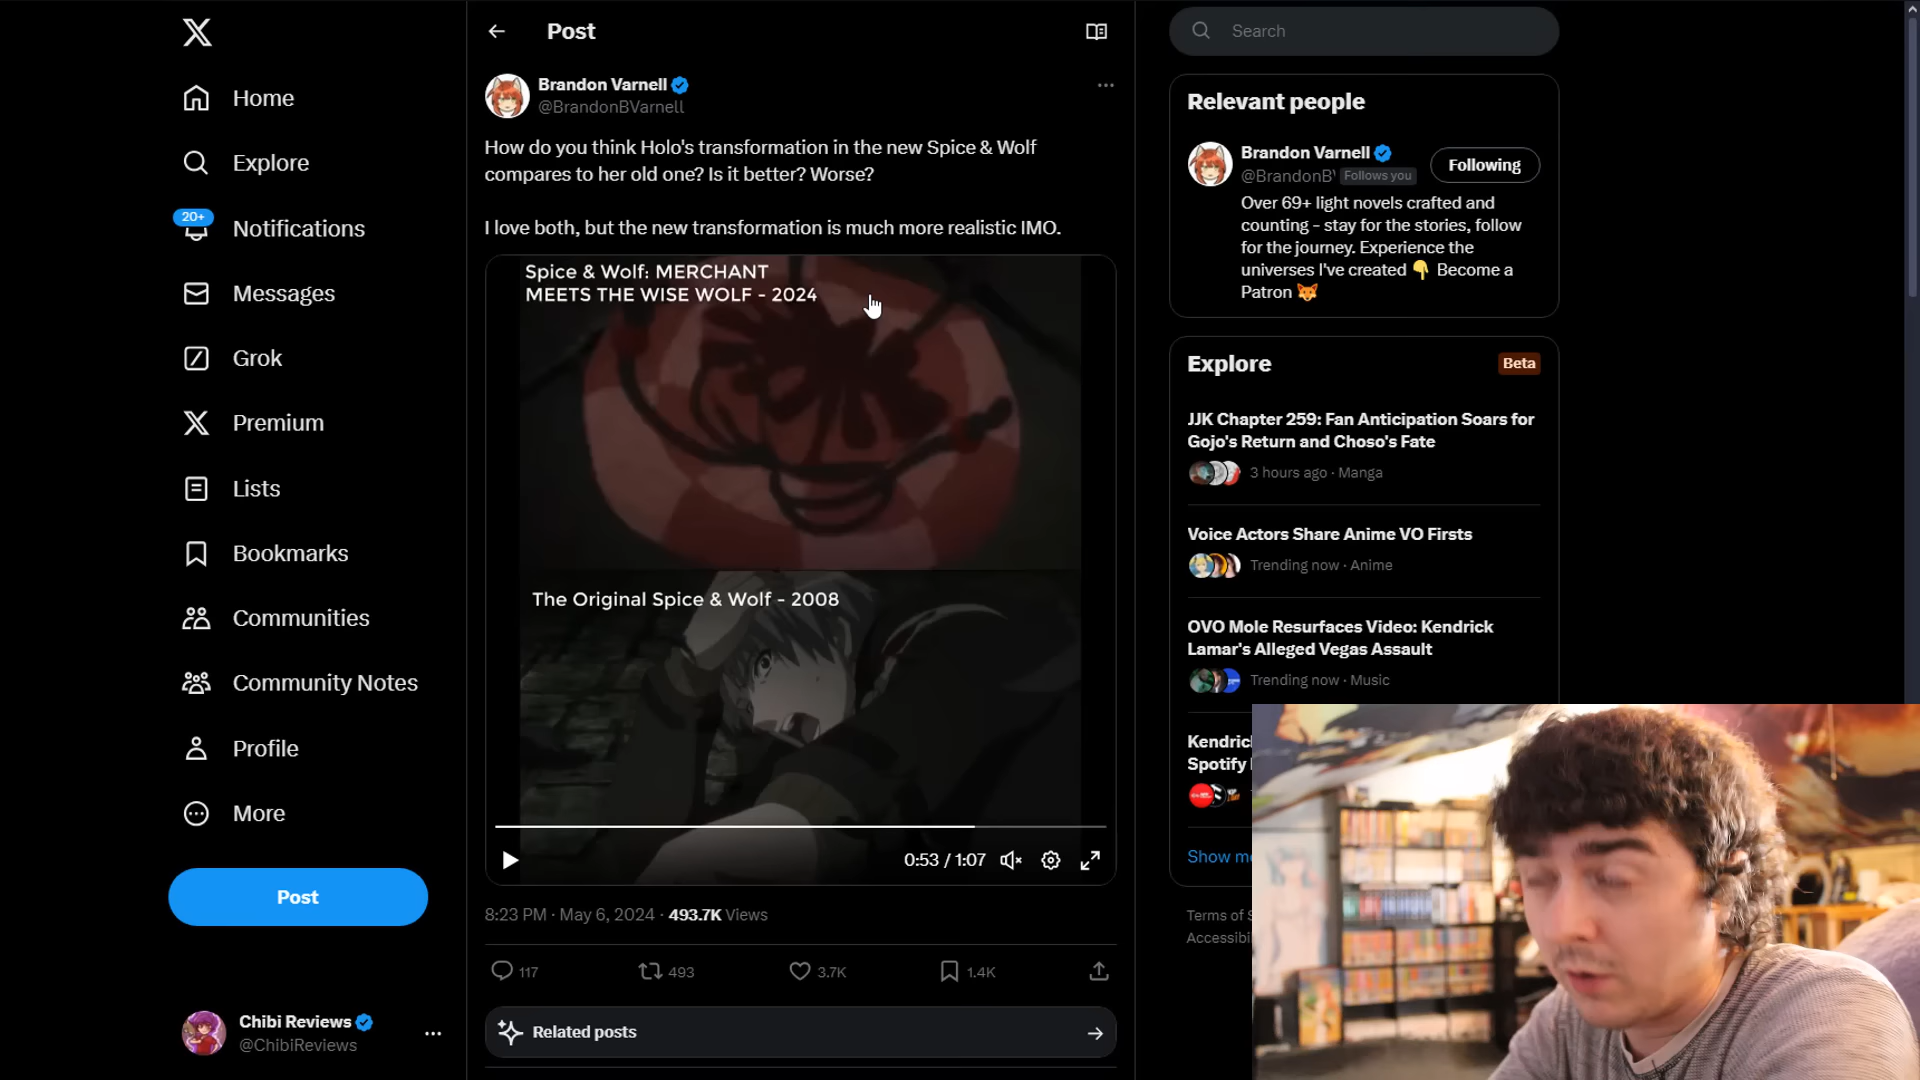 Home
Explore
20+
Notifications
Messages
Grok
Premium
Lists
Bookmarks
Communities
Community Notes
Profile
More
Post
Chibi Reviews
@ChibiReviews
Post
Brandon Varnell
@BrandonBVarnell
How do you think Holo's transformation in the new Spice & Wolf
compares to her old one? Is it better? Worse?
I love both, but the new transformation is much more realistic IMO.
Spice & Wolf: MERCHANT
MEETS THE WISE WOLF - 2024
The Original Spice & Wolf - 2008
0:53 / 1:07
8:23 PM · May 6, 2024 · 493.7K Views
117
493
3.7K
1.4K
Related posts
Search
Relevant people
Brandon Varnell
@BrandonBV Follows you
Following
Over 69+ light novels crafted and
counting - stay for the stories, follow
for the journey. Experience the
universes I've created 👇 Become a
Patron 🦊
Explore
Beta
JJK Chapter 259: Fan Anticipation Soars for
Gojo's Return and Choso's Fate
3 hours ago · Manga
Voice Actors Share Anime VO Firsts
Trending now · Anime
OVO Mole Resurfaces Video: Kendrick
Lamar's Alleged Vegas Assault
Trending now · Music
Kendric
Spotify
Show
Terms of
Accessibi